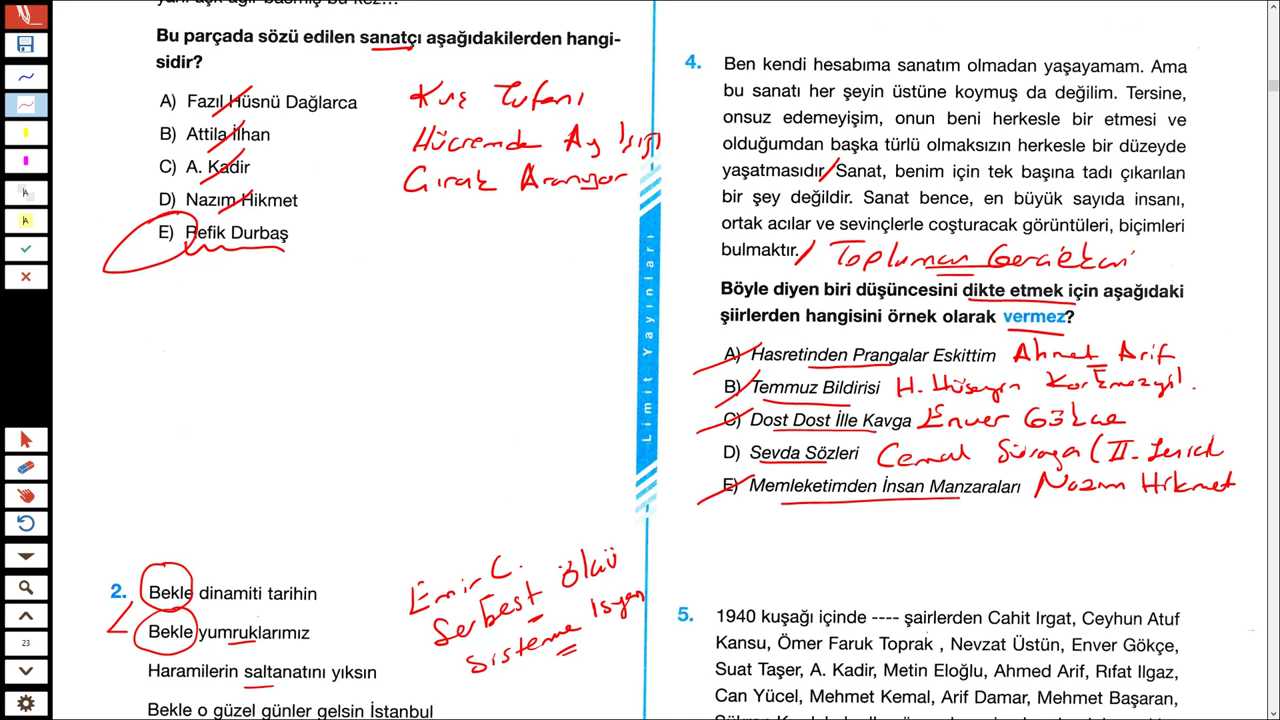 Bu parçada sözü edilen sanatçı aşağıdakilerden hangi-
sidir?
A) Fazıl Hüsnü Dağlarca
B) Attila İlhan
C) A. Kadir
D) Nazım Hikmet
E) Refik Durbaş
Kuş Tufanı
Hücremde Ay Işığı
Çırak Aranıyor
2. Bekle dinamiti tarihin
Bekle yumruklarımız
Haramilerin saltanatını yıksın
Bekle o güzel günler gelsin İstanbul
Emir C.
Serbest Ölçü
Sisteme İsyan
Limit Yayınları
4. Ben kendi hesabıma sanatım olmadan yaşayamam. Ama
bu sanatı her şeyin üstüne koymuş da değilim. Tersine,
onsuz edemeyişim, onun beni herkesle bir etmesi ve
olduğumdan başka türlü olmaksızın herkesle bir düzeyde
yaşatmasıdır. Sanat, benim için tek başına tadı çıkarılan
bir şey değildir. Sanat bence, en büyük sayıda insanı,
ortak acılar ve sevinçlerle coşturacak görüntüleri, biçimleri
bulmaktır.
Toplumcu Gerçekçi
Böyle diyen biri düşüncesini dikte etmek için aşağıdaki
şiirlerden hangisini örnek olarak vermez?
A) Hasretinden Prangalar Eskittim Ahmet Arif
B) Temmuz Bildirisi H. Hüseyin Korkmazgil.
C) Dost Dost İlle Kavga Enver Gökçe
D) Sevda Sözleri Cemal Süreya (II. Yenici
E) Memleketimden İnsan Manzaraları Nazım Hikmet
5. 1940 kuşağı içinde ---- şairlerden Cahit Irgat, Ceyhun Atuf
Kansu, Ömer Faruk Toprak , Nevzat Üstün, Enver Gökçe,
Suat Taşer, A. Kadir, Metin Eloğlu, Ahmed Arif, Rıfat Ilgaz,
Can Yücel, Mehmet Kemal, Arif Damar, Mehmet Başaran,
23